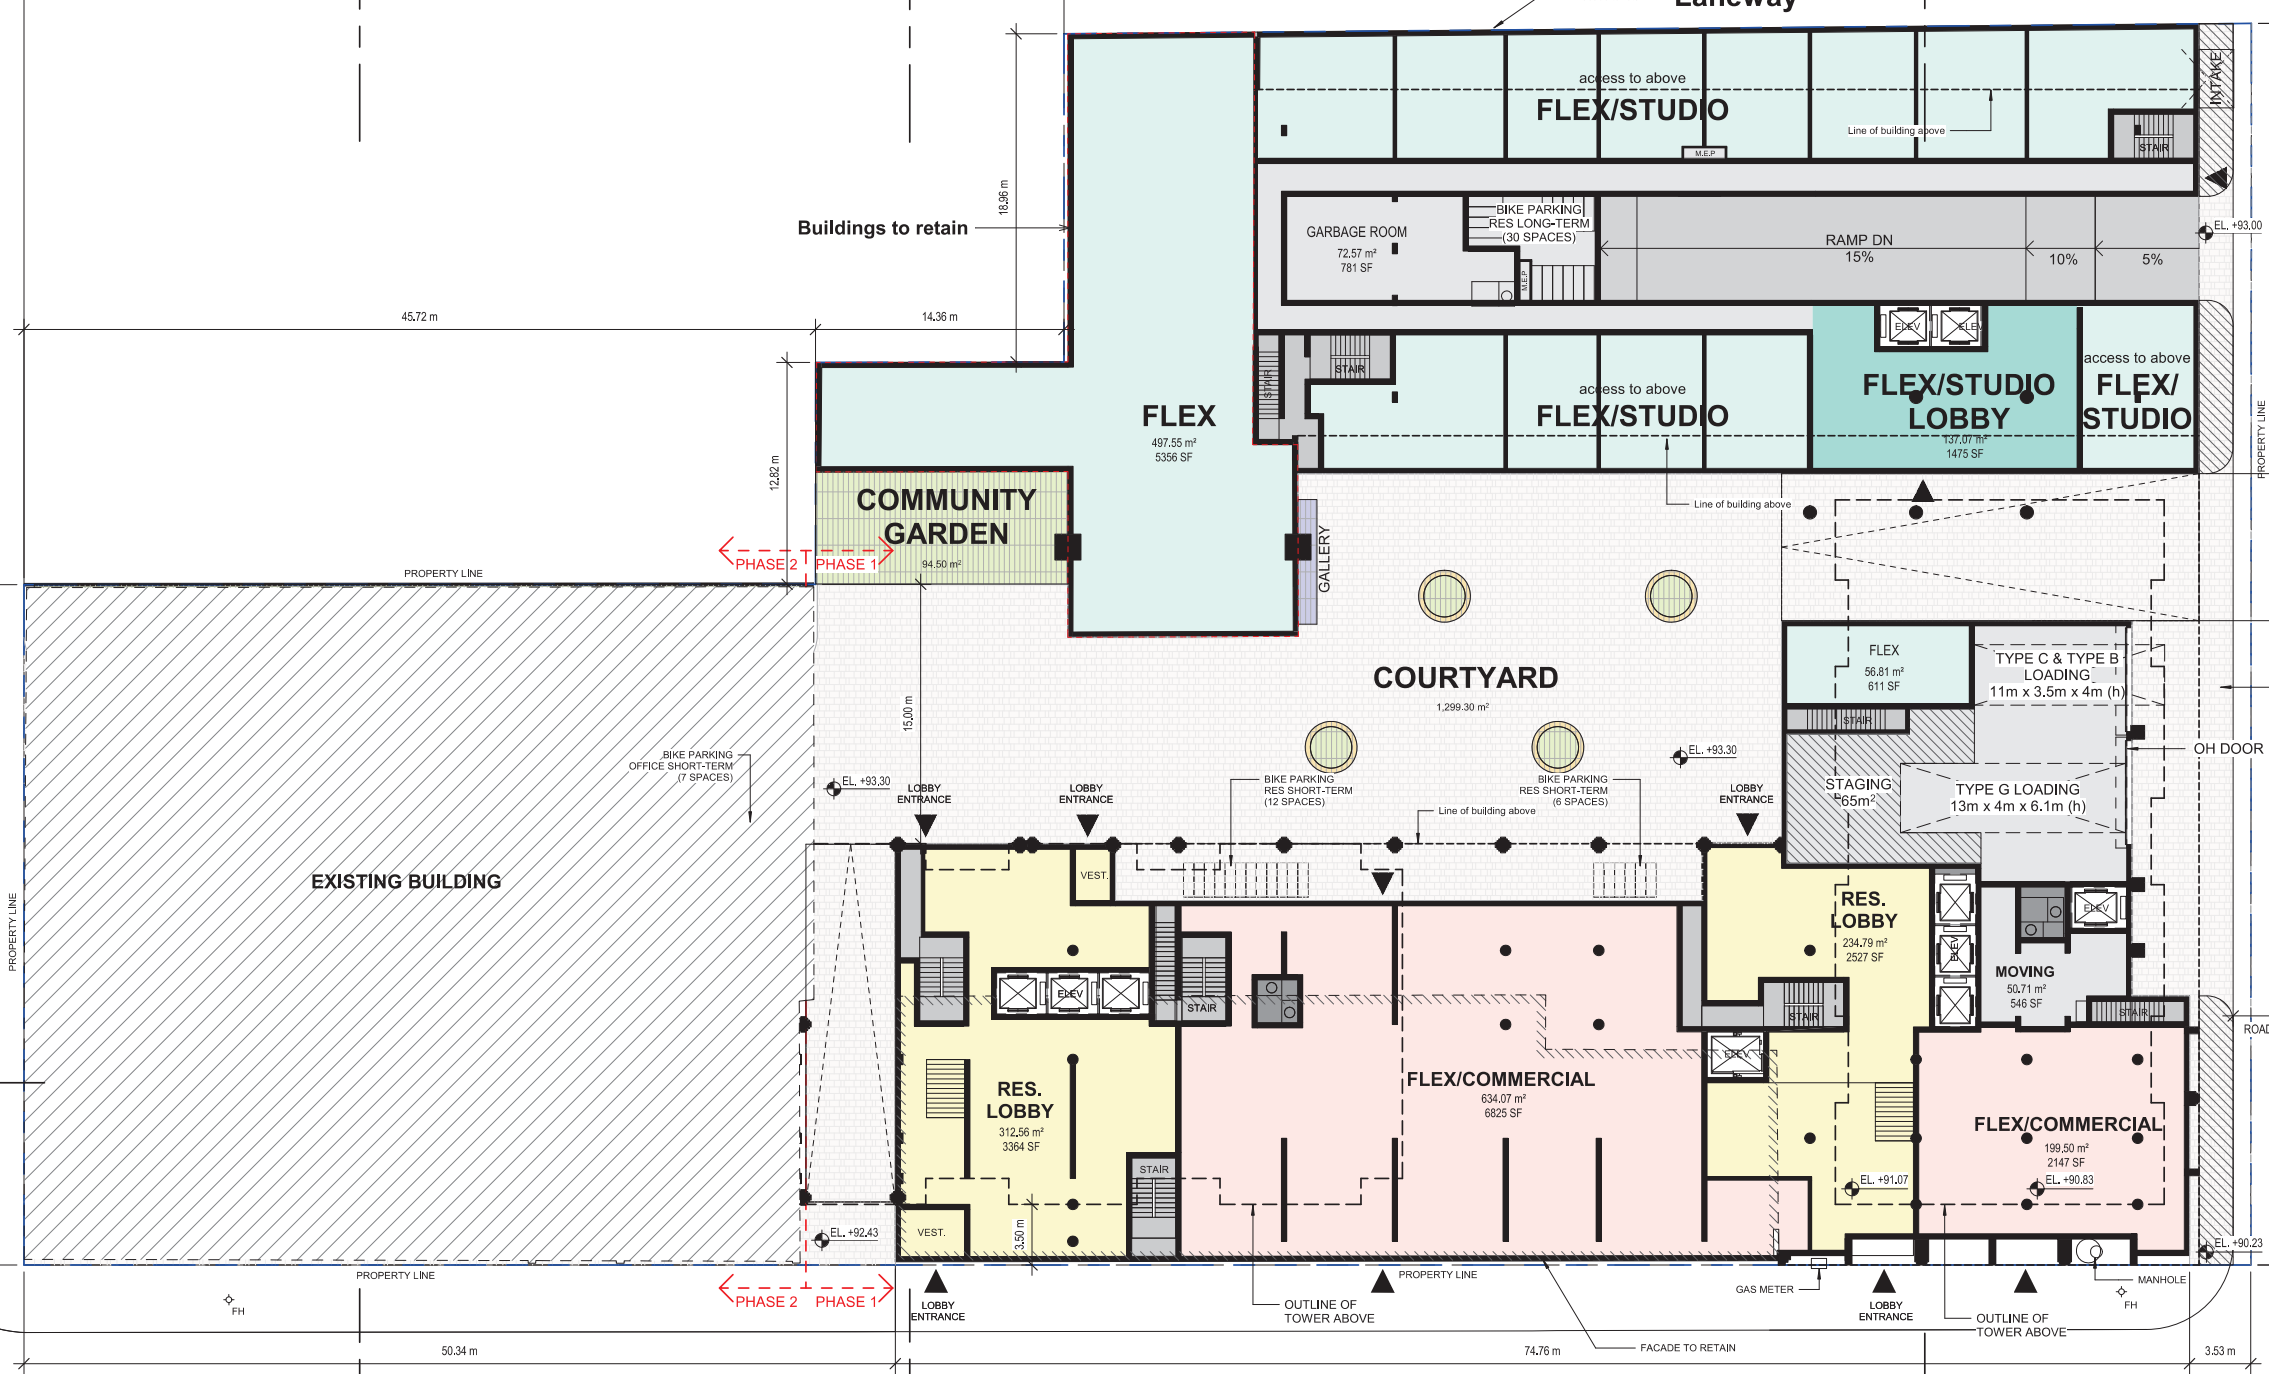 Laneway
access to above
FLEX/STUDIO
Line of building above
M.E.P
STAIR
INTAKE
18.96 m
Buildings to retain
GARBAGE ROOM
72.57 m²
781 SF
BIKE PARKING
RES LONG-TERM
(30 SPACES)
M.E.P
RAMP DN
15%
10%
5%
EL. +93.00
45.72 m
14.36 m
ELEV
ELEV
STAIR
STAIR
access to above
FLEX/STUDIO
FLEX/STUDIO
LOBBY
137.07 m²
1475 SF
access to above
FLEX/
STUDIO
PROPERTY LINE
FLEX
497.55 m²
5356 SF
12.82 m
COMMUNITY
GARDEN
94.50 m²
Line of building above
GALLERY
PHASE 2
PHASE 1
PROPERTY LINE
COURTYARD
1,299.30 m²
FLEX
56.81 m²
611 SF
TYPE C & TYPE B
LOADING
11m x 3.5m x 4m (h)
STAIR
15.00 m
OH DOOR
BIKE PARKING
OFFICE SHORT-TERM
(7 SPACES)
EL. +93.30
EL. +93.30
STAGING
65m²
TYPE G LOADING
13m x 4m x 6.1m (h)
LOBBY
ENTRANCE
LOBBY
ENTRANCE
BIKE PARKING
RES SHORT-TERM
(12 SPACES)
Line of building above
BIKE PARKING
RES SHORT-TERM
(6 SPACES)
LOBBY
ENTRANCE
EXISTING BUILDING
PROPERTY LINE
VEST.
RES.
LOBBY
234.79 m²
2527 SF
ELEV
ELEV
MOVING
50.71 m²
546 SF
ELEV
STAIR
STAIR
STAIR
ROAD
ELEV
RES.
LOBBY
312.56 m²
3364 SF
FLEX/COMMERCIAL
634.07 m²
6825 SF
FLEX/COMMERCIAL
199.50 m²
2147 SF
STAIR
EL. +91.07
EL. +90.83
VEST.
3.50 m
EL. +92.43
EL. +90.23
PROPERTY LINE
PROPERTY LINE
PHASE 2
PHASE 1
FH
LOBBY
ENTRANCE
OUTLINE OF
TOWER ABOVE
GAS METER
LOBBY
ENTRANCE
MANHOLE
FH
OUTLINE OF
TOWER ABOVE
FACADE TO RETAIN
50.34 m
74.76 m
3.53 m